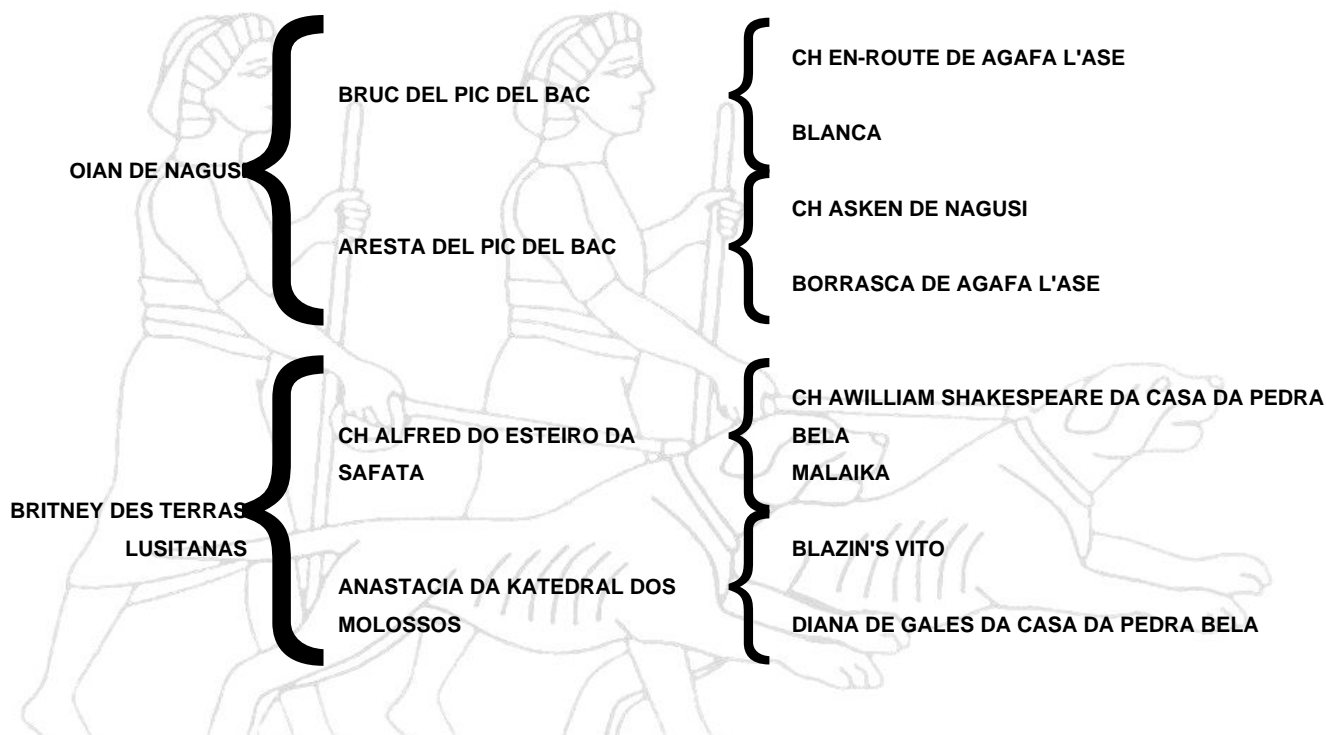 CH EN-ROUTE DE AGAFA L'ASE
BRUC DEL PIC DEL BAC
BLANCA
OIAN DE NAGUSI
CH ASKEN DE NAGUSI
ARESTA DEL PIC DEL BAC
BORRASCA DE AGAFA L'ASE
CH AWILLIAM SHAKESPEARE DA CASA DA PEDRA
BELA
CH ALFRED DO ESTEIRO DA
SAFATA
MALAIKA
BRITNEY DES TERRAS
LUSITANAS
BLAZIN'S VITO
ANASTACIA DA KATEDRAL DOS
MOLOSSOS
DIANA DE GALES DA CASA DA PEDRA BELA